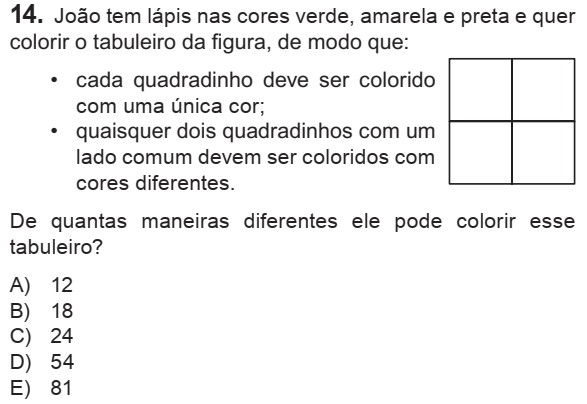 14. João tem lápis nas cores verde, amarela e preta e quer
colorir o tabuleiro da figura, de modo que:
• cada quadradinho deve ser colorido
com uma única cor;
• quaisquer dois quadradinhos com um
lado comum devem ser coloridos com
cores diferentes.
De quantas maneiras diferentes ele pode colorir esse
tabuleiro?
A) 12
B) 18
C) 24
D) 54
E) 81